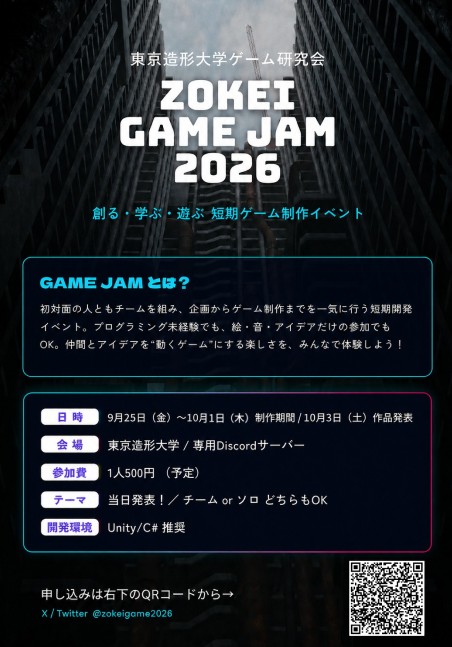 東京造形大学ゲーム研究会
ZOKEI
GAME JAM
2026
創る・学ぶ・遊ぶ 短期ゲーム制作イベント
GAME JAM とは？
初対面の人ともチームを組み、企画からゲーム制作までを一気に行う短期開発
イベント。プログラミング未経験でも、絵・音・アイデアだけの参加でも
OK。仲間とアイデアを“動くゲーム”にする楽しさを、みんなで体験しよう！
日 時 9月25日（金）〜10月1日（木）制作期間 / 10月3日（土）作品発表
会 場 東京造形大学 / 専用Discordサーバー
参加費 1人500円 （予定）
テーマ 当日発表！／ チーム or ソロ どちらもOK
開発環境 Unity/C# 推奨
申し込みは右下のQRコードから→
X / Twitter @zokeigame2026